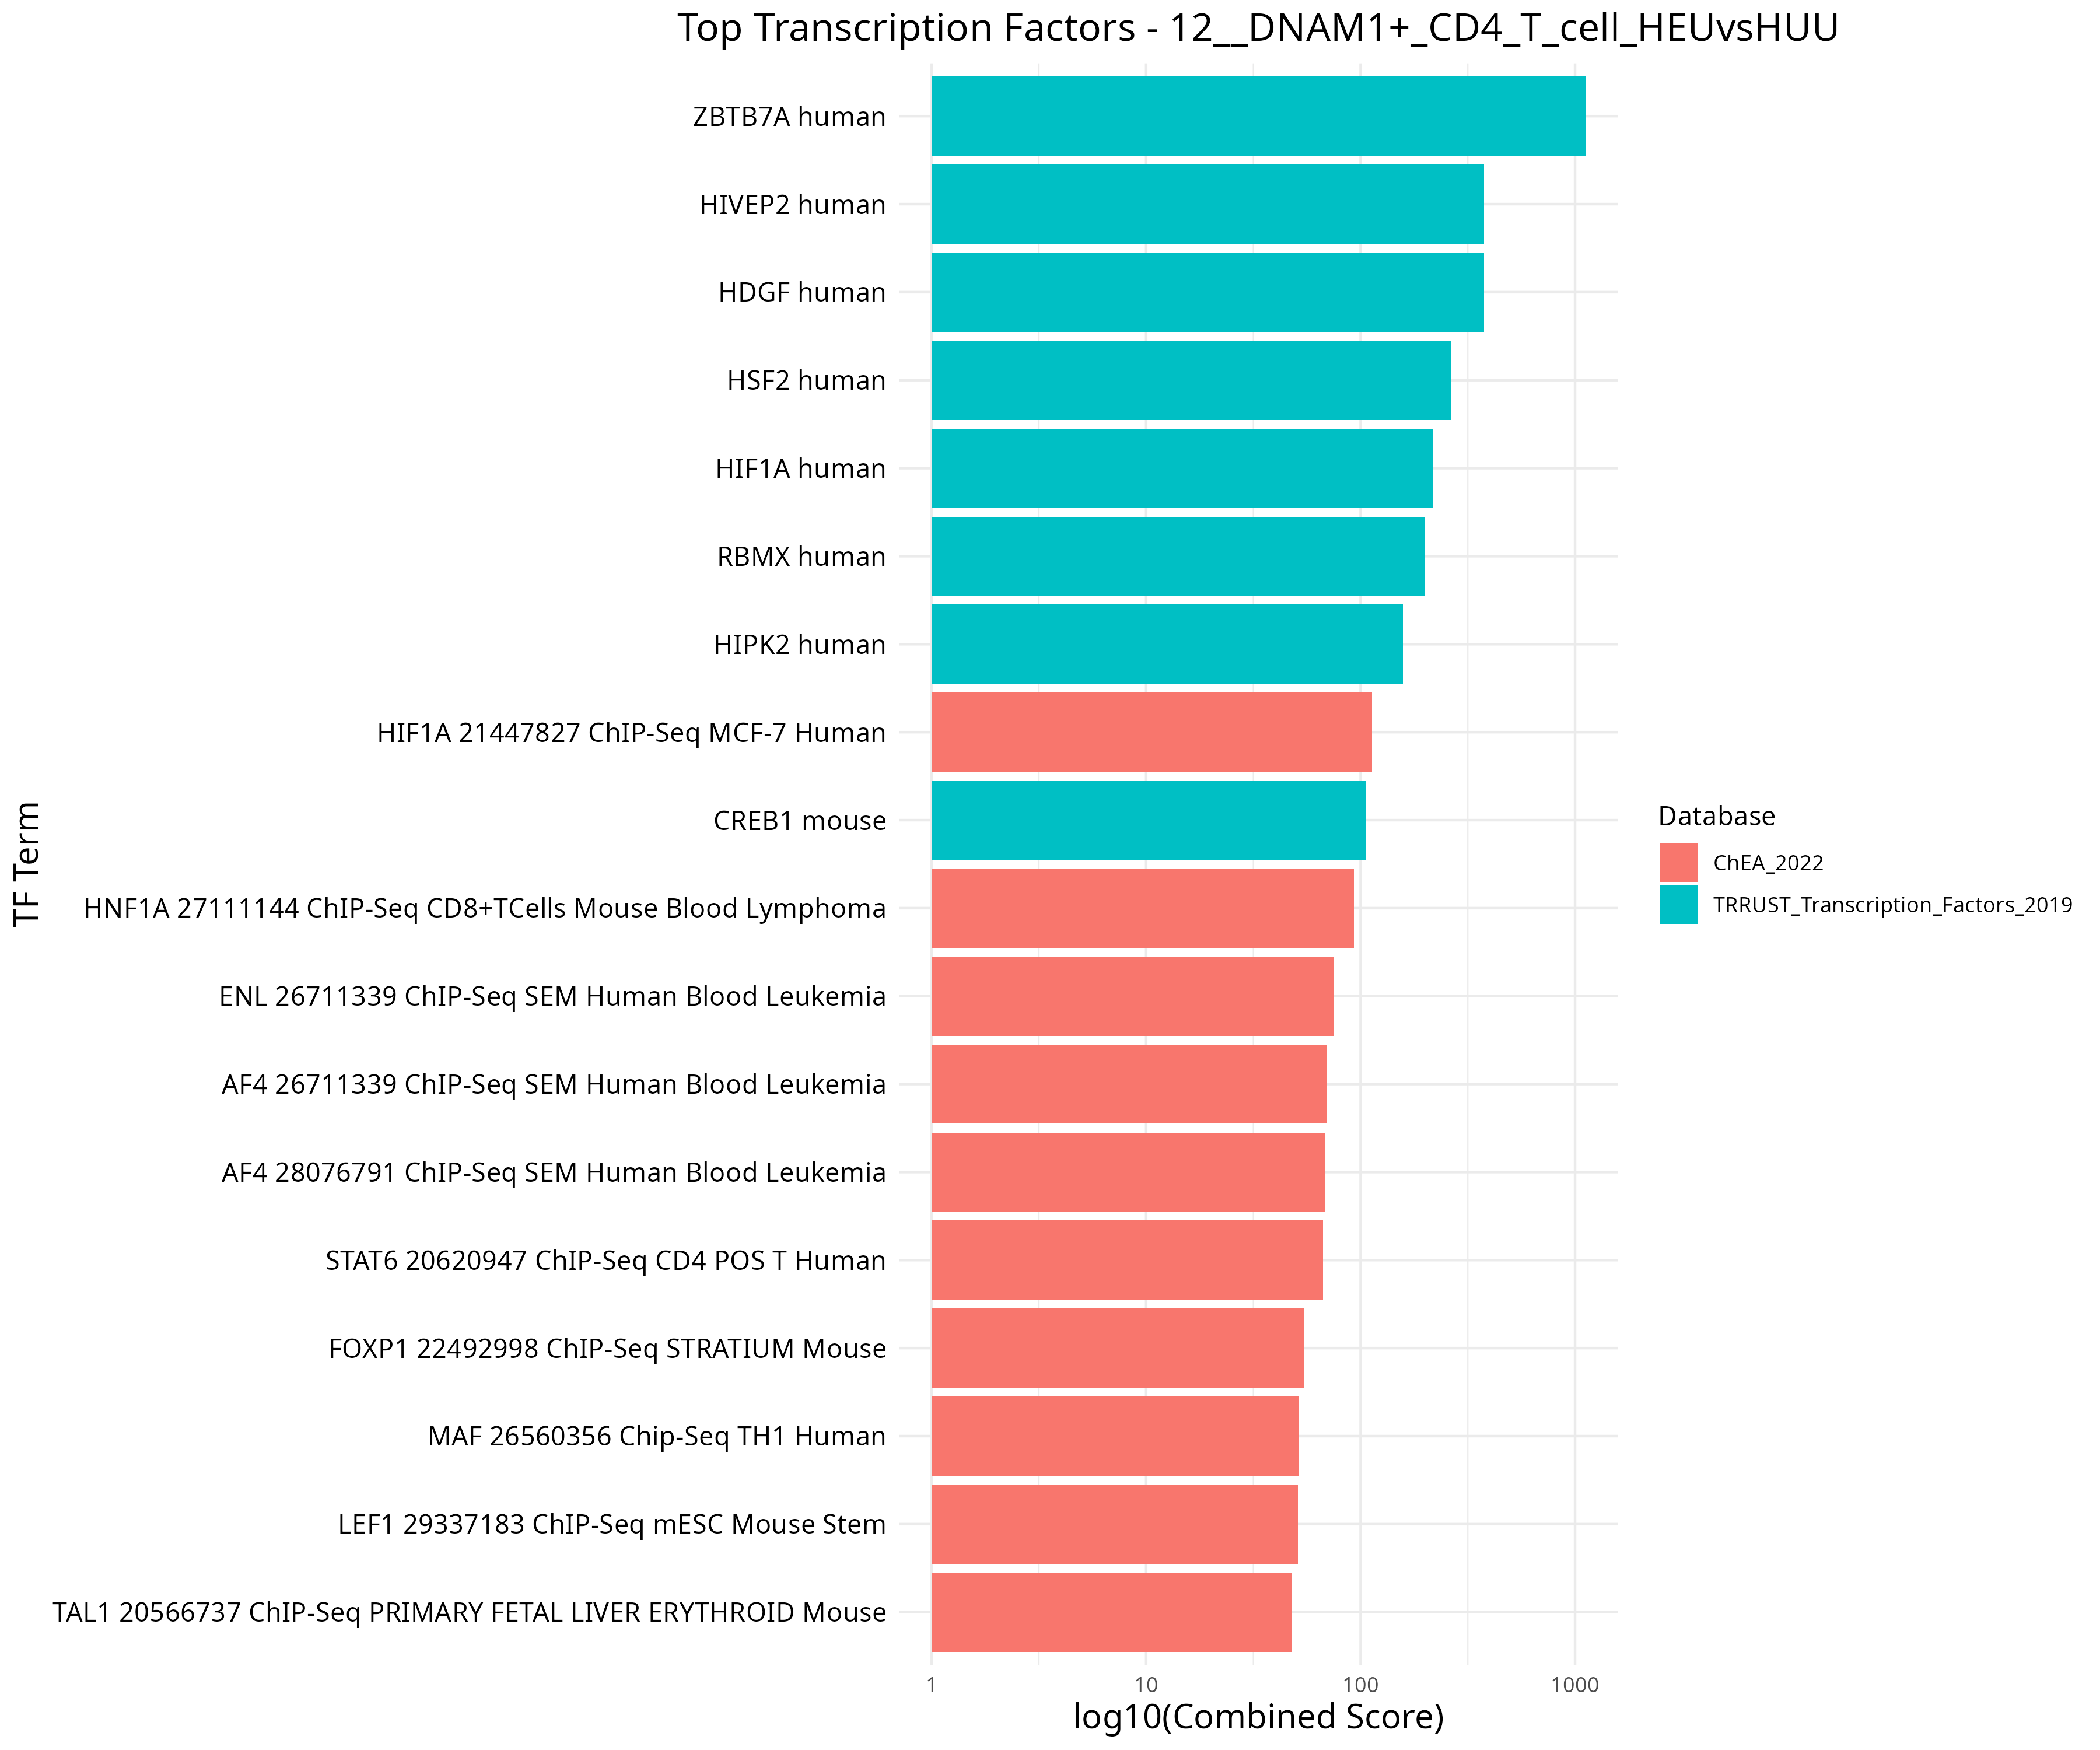 Top Transcription Factors - 12__DNAM1+_CD4_T_cell_HEUvsHUU
TF Term
ZBTB7A human
HIVEP2 human
HDGF human
HSF2 human
HIF1A human
RBMX human
HIPK2 human
HIF1A 21447827 ChIP-Seq MCF-7 Human
CREB1 mouse
HNF1A 27111144 ChIP-Seq CD8+TCells Mouse Blood Lymphoma
ENL 26711339 ChIP-Seq SEM Human Blood Leukemia
AF4 26711339 ChIP-Seq SEM Human Blood Leukemia
AF4 28076791 ChIP-Seq SEM Human Blood Leukemia
STAT6 20620947 ChIP-Seq CD4 POS T Human
FOXP1 22492998 ChIP-Seq STRATIUM Mouse
MAF 26560356 Chip-Seq TH1 Human
LEF1 29337183 ChIP-Seq mESC Mouse Stem
TAL1 20566737 ChIP-Seq PRIMARY FETAL LIVER ERYTHROID Mouse
1 10 100 1000
log10(Combined Score)
Database
ChEA_2022
TRRUST_Transcription_Factors_2019